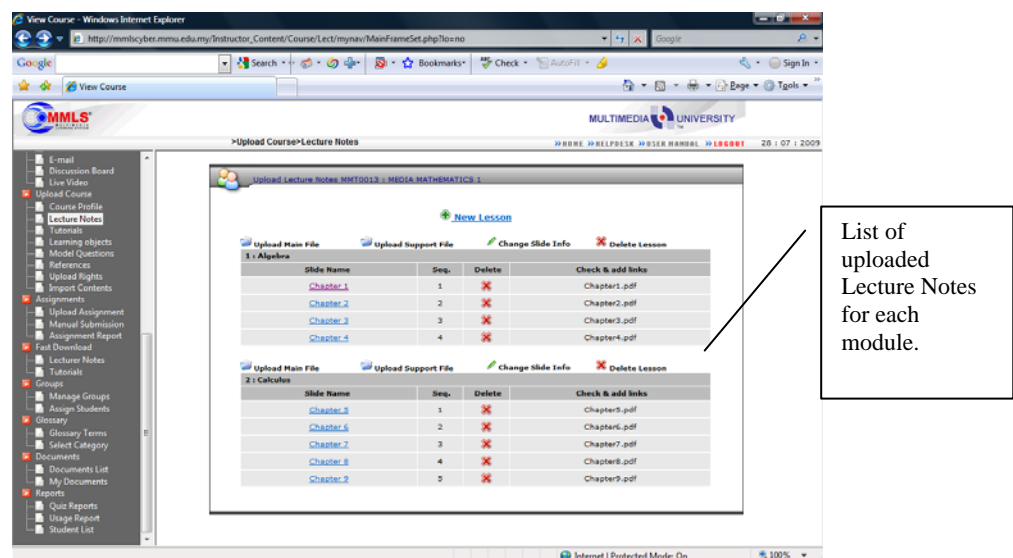 View Course - Windows Internet Explorer
http://mmlscyber.mmu.edu.my/Instructor_Content/Course/Lect/mynav/MainFrameSet.php?lo=no
Google
Google
Search
Bookmarks
Check
AutoFill
Sign In
View Course
Page
Tools
MMLS
MULTIMEDIA UNIVERSITY
>Upload Course>Lecture Notes
HOME
HELPDESK
USER MANUAL
LOGOUT
28 : 07 : 2009
E-mail
Discussion Board
Live Video
Upload Course
Course Profile
Lecture Notes
Tutorials
Learning objects
Model Questions
References
Upload Rights
Import Contents
Assignments
Upload Assignment
Manual Submission
Assignment Report
Fast Download
Lecturer Notes
Tutorials
Groups
Manage Groups
Assign Students
Glossary
Glossary Terms
Select Category
Documents
Documents List
My Documents
Reports
Quiz Reports
Usage Report
Student List
Upload Lecture Notes MMT0013 : MEDIA MATHEMATICS 1
New Lesson
Upload Main File Upload Support File Change Slide Info Delete Lesson
1 : Algebra
Slide Name Seq. Delete Check & add links
Chapter 1 1 Chapter1.pdf
Chapter 2 2 Chapter2.pdf
Chapter 3 3 Chapter3.pdf
Chapter 4 4 Chapter4.pdf
Upload Main File Upload Support File Change Slide Info Delete Lesson
2 : Calculus
Slide Name Seq. Delete Check & add links
Chapter 5 1 Chapter5.pdf
Chapter 6 2 Chapter6.pdf
Chapter 7 3 Chapter7.pdf
Chapter 8 4 Chapter8.pdf
Chapter 9 5 Chapter9.pdf
Internet | Protected Mode: On
100%
List of
uploaded
Lecture Notes
for each
module.